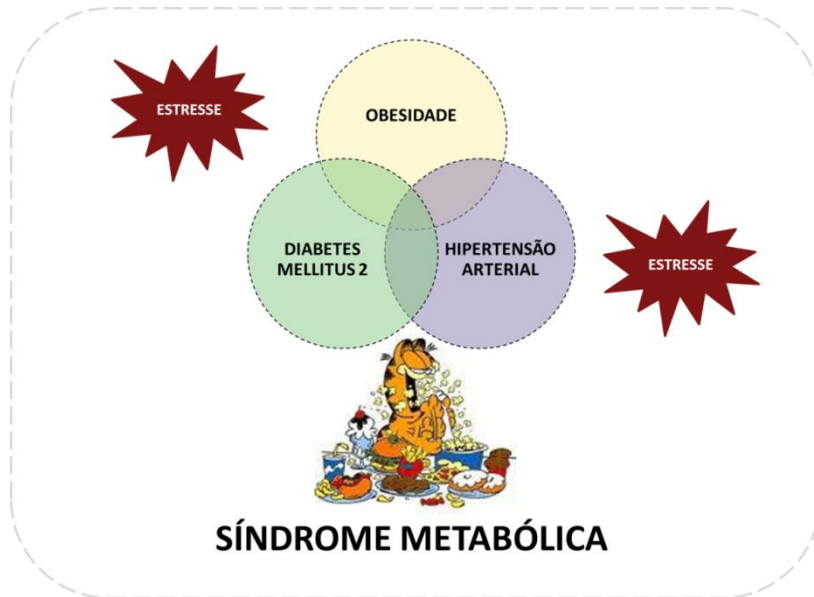 ESTRESSE
OBESIDADE
DIABETES
MELLITUS 2
HIPERTENSÃO
ARTERIAL
ESTRESSE
SÍNDROME METABÓLICA